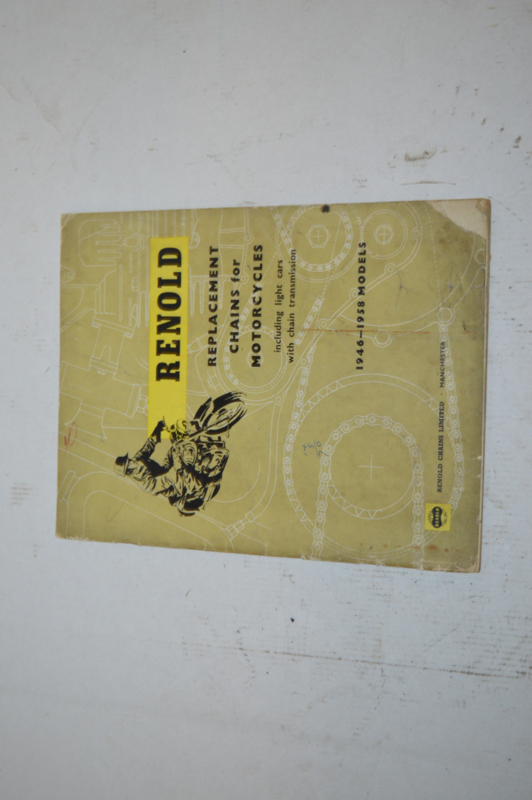 RENOLD
REPLACEMENT
CHAINS for
MOTORCYCLES
including light cars
with chain transmission
1946–1958 MODELS
RENOLD CHAINS LIMITED · MANCHESTER